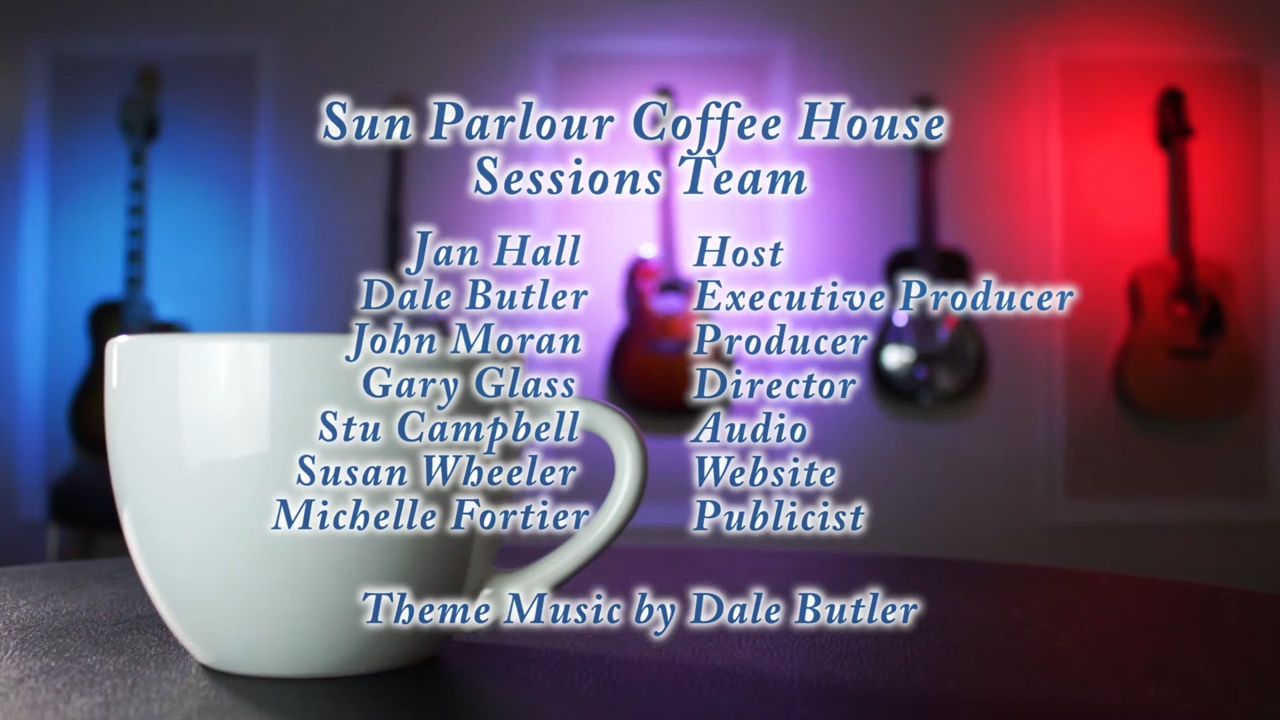 Sun Parlour Coffee House
Sessions Team
Jan Hall Host
Dale Butler Executive Producer
John Moran Producer
Gary Glass Director
Stu Campbell Audio
Susan Wheeler Website
Michelle Fortier Publicist
Theme Music by Dale Butler